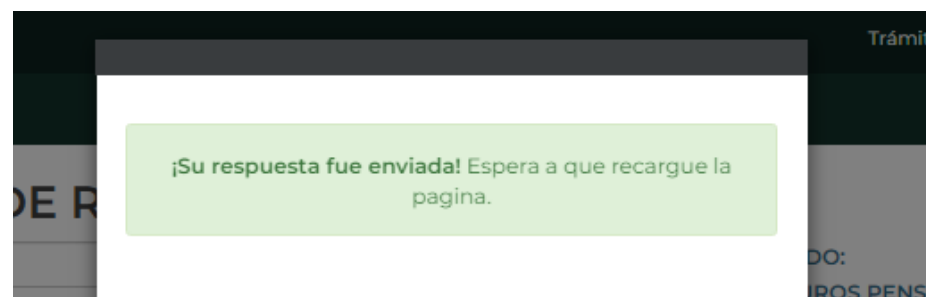 Trámit
¡Su respuesta fue enviada! Espera a que recargue la
pagina.
DE R
DO:
IROS PENS